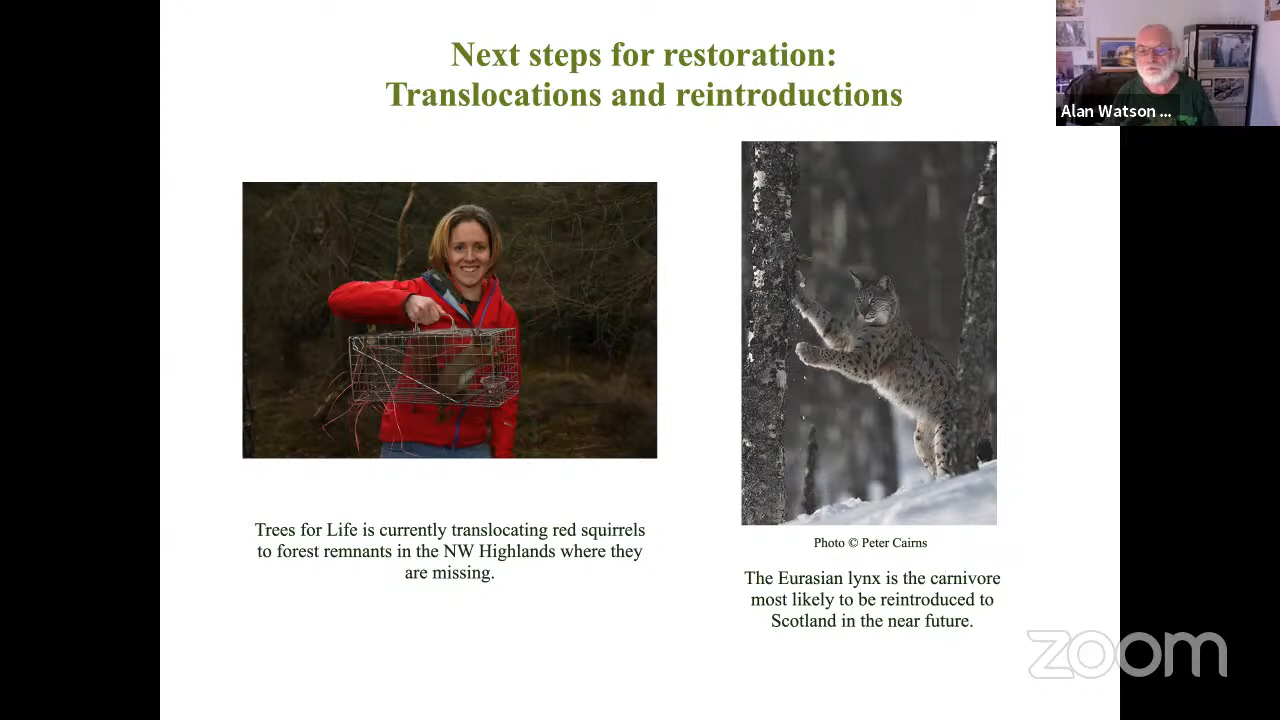 Next steps for restoration:
Translocations and reintroductions
Alan Watson ...
Photo © Peter Cairns
Trees for Life is currently translocating red squirrels
to forest remnants in the NW Highlands where they
are missing.
The Eurasian lynx is the carnivore
most likely to be reintroduced to
Scotland in the near future.
zoom